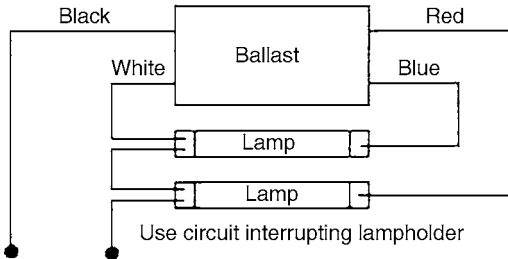 Black
Red
Ballast
White
Blue
Lamp
Lamp
Use circuit interrupting lampholder